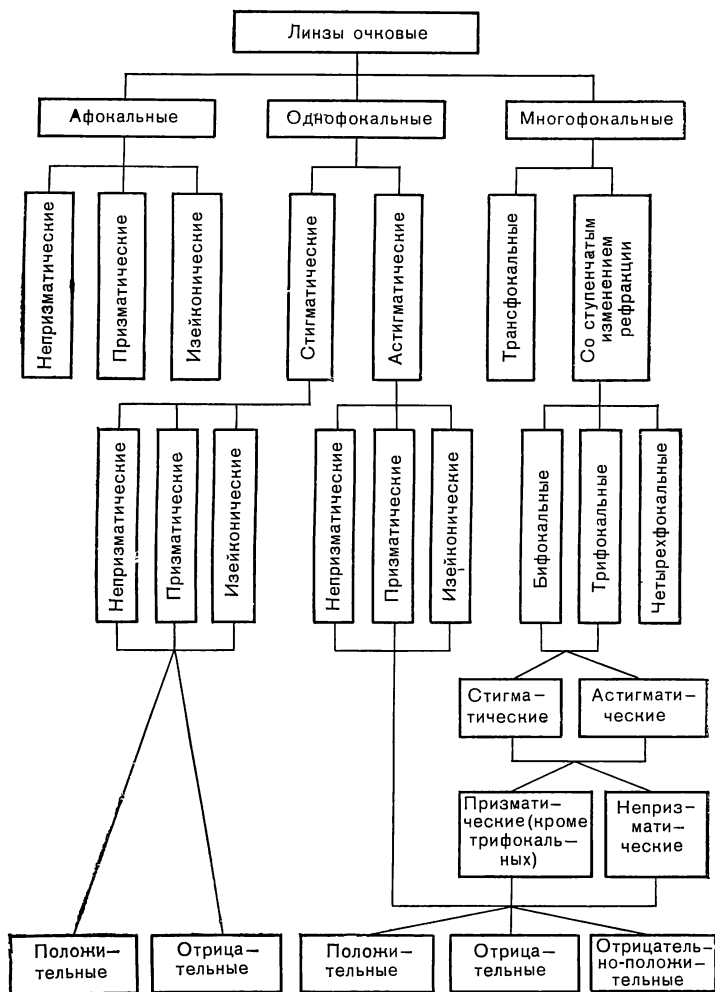 Линзы очковые
Афокальные
Однофокальные
Многофокальные
Непризматические
Призматические
Изейконические
Стигматические
Астигматические
Трансфокальные
Со ступенчатым
изменением
рефракции
Непризматические
Призматические
Изейконические
Непризматические
Призматические
Изейконические
Бифокальные
Трифокальные
Четырехфокальные
Стигма-
тические
Астигмати-
ческие
Призмати-
ческие (кроме
трифокаль-
ных)
Непризма-
мати-
ческие
Положи-
тельные
Отрица-
тельные
Положи-
тельные
Отрица-
тельные
Отрицатель-
но-положи-
тельные